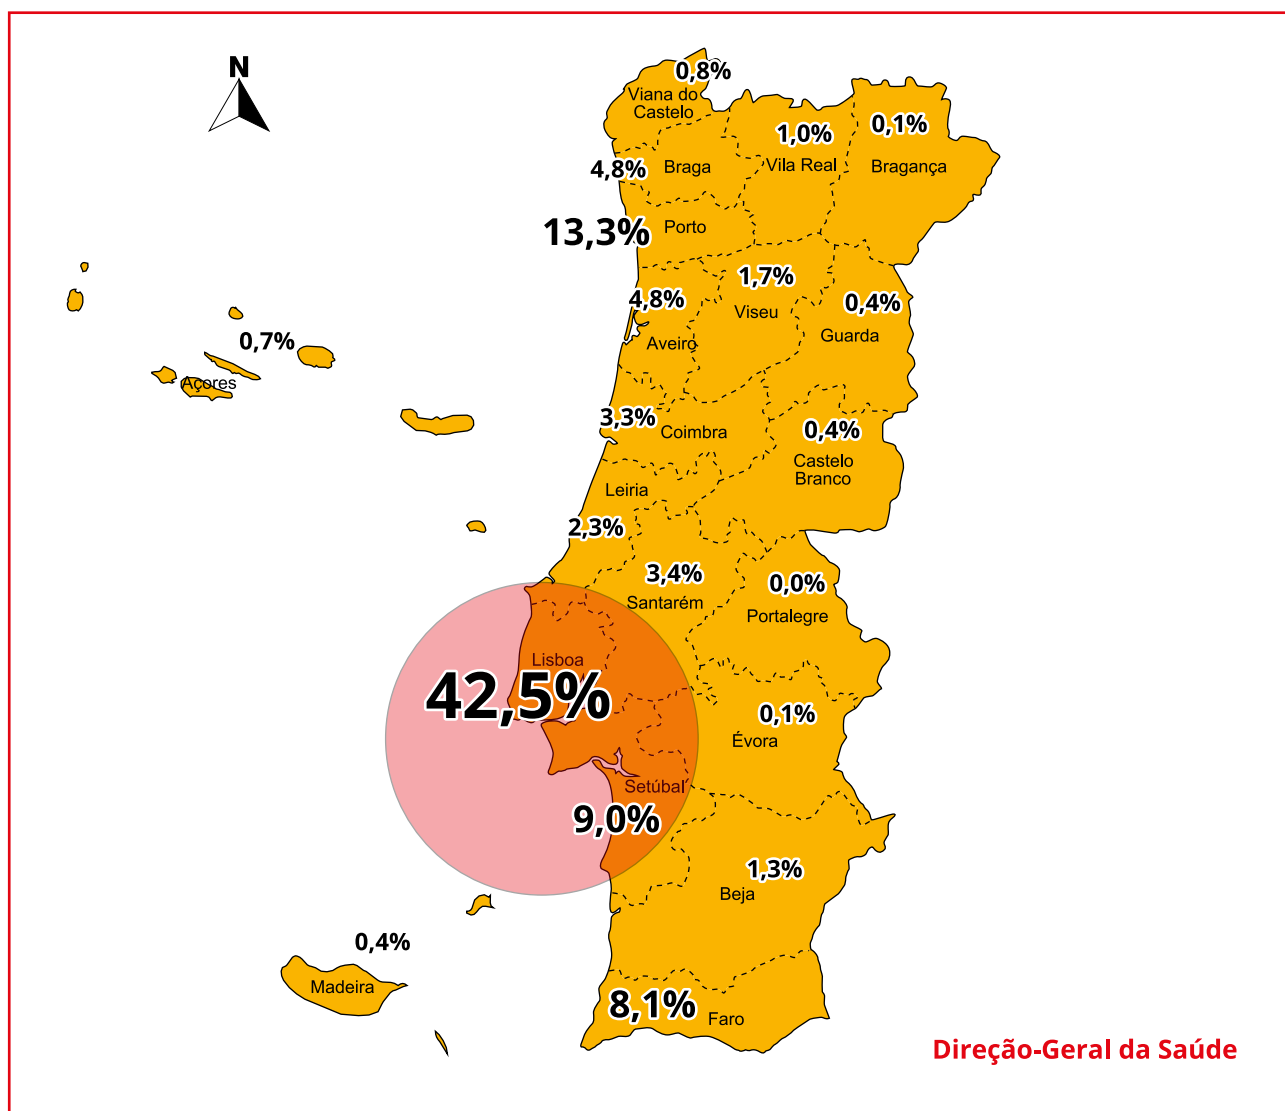 N
0,8%
Viana do
Castelo
1,0%
0,1%
4,8%
Braga
Vila Real
Bragança
13,3%
Porto
1,7%
4,8%
Viseu
0,4%
Guarda
0,7%
Aveiro
Açores
3,3%
Coimbra
0,4%
Castelo
Branco
Leiria
2,3%
3,4%
Santarém
0,0%
Portalegre
Lisboa
42,5%
0,1%
Évora
Setúbal
9,0%
1,3%
Beja
0,4%
Madeira
8,1%
Faro
Direção-Geral da Saúde